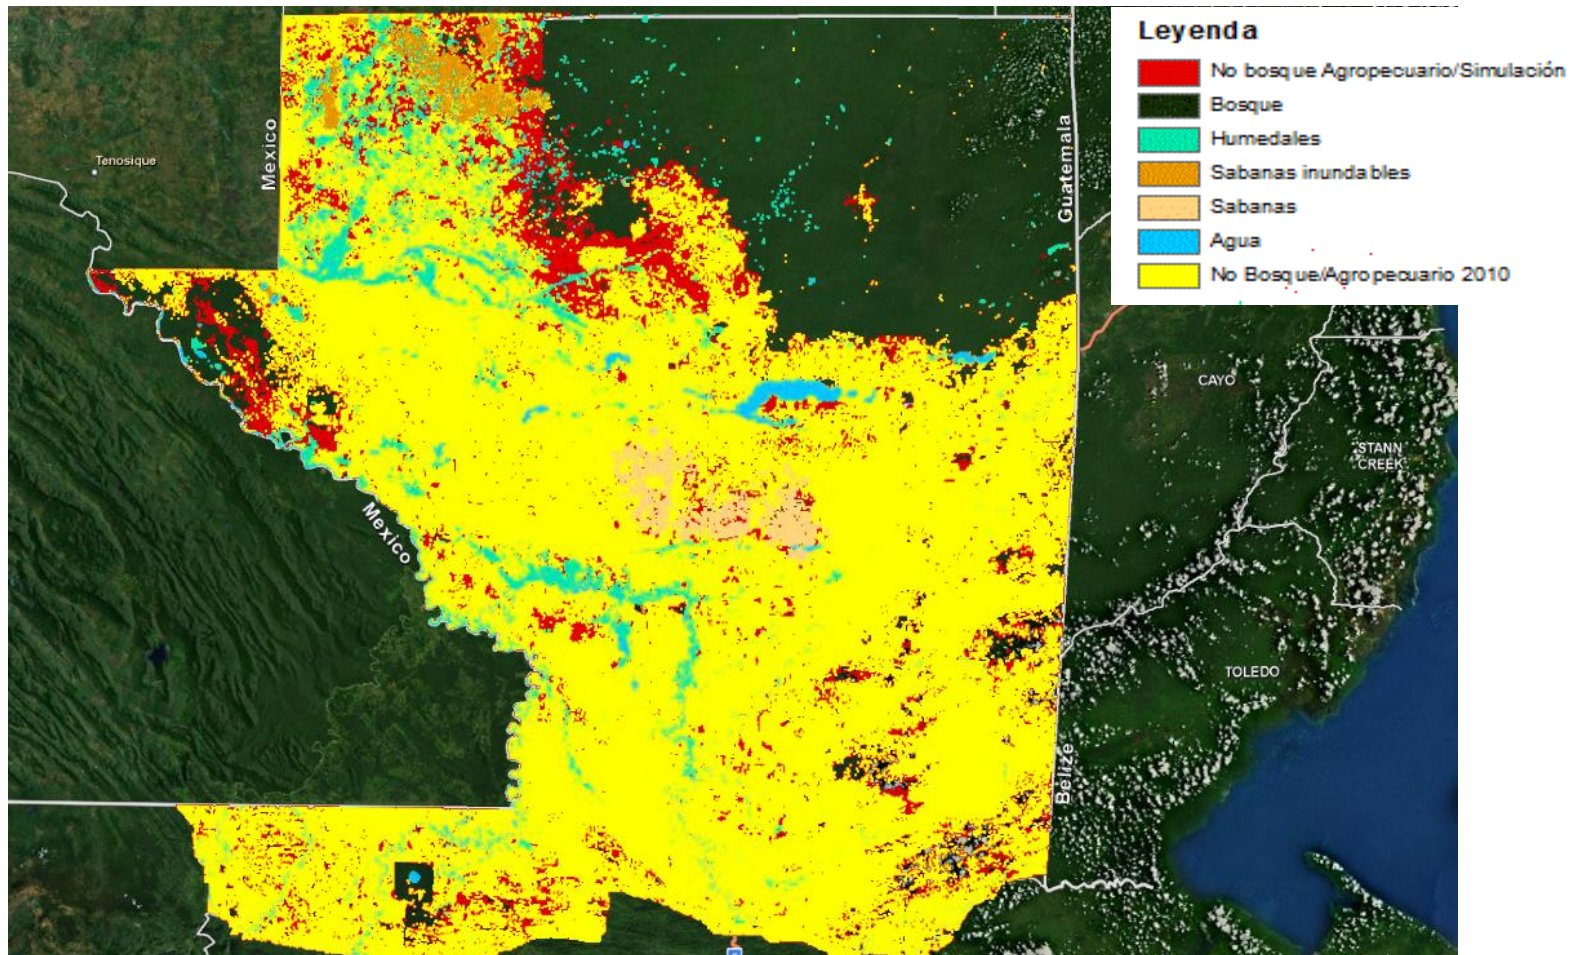 Leyenda
No bosque Agropecuario/Simulación
Bosque
Humedales
Sabanas inundables
Sabanas
Agua
No Bosque/Agropecuario 2010
Tenosique
Mexico
Guatemala
CAYO
STANN
CREEK
Mexico
TOLEDO
Belize